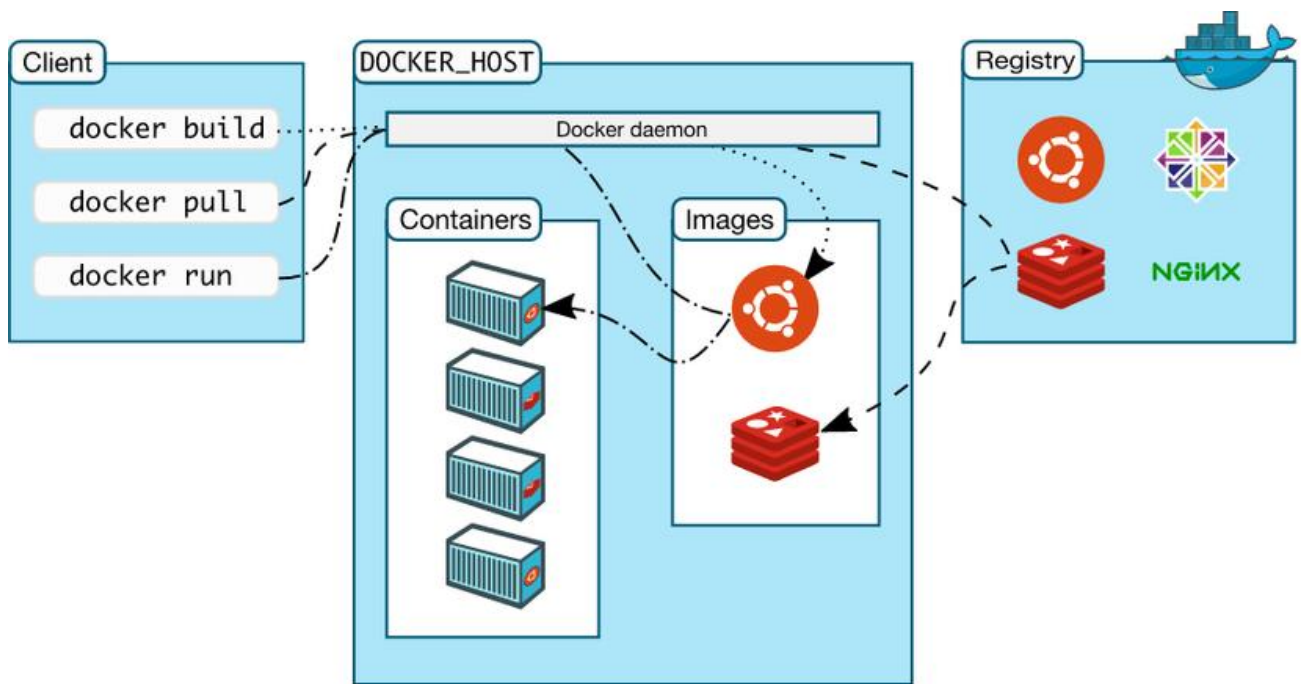 Client
docker build
docker pull
docker run
DOCKER_HOST
Docker daemon
Containers
Images
Registry
NGINX